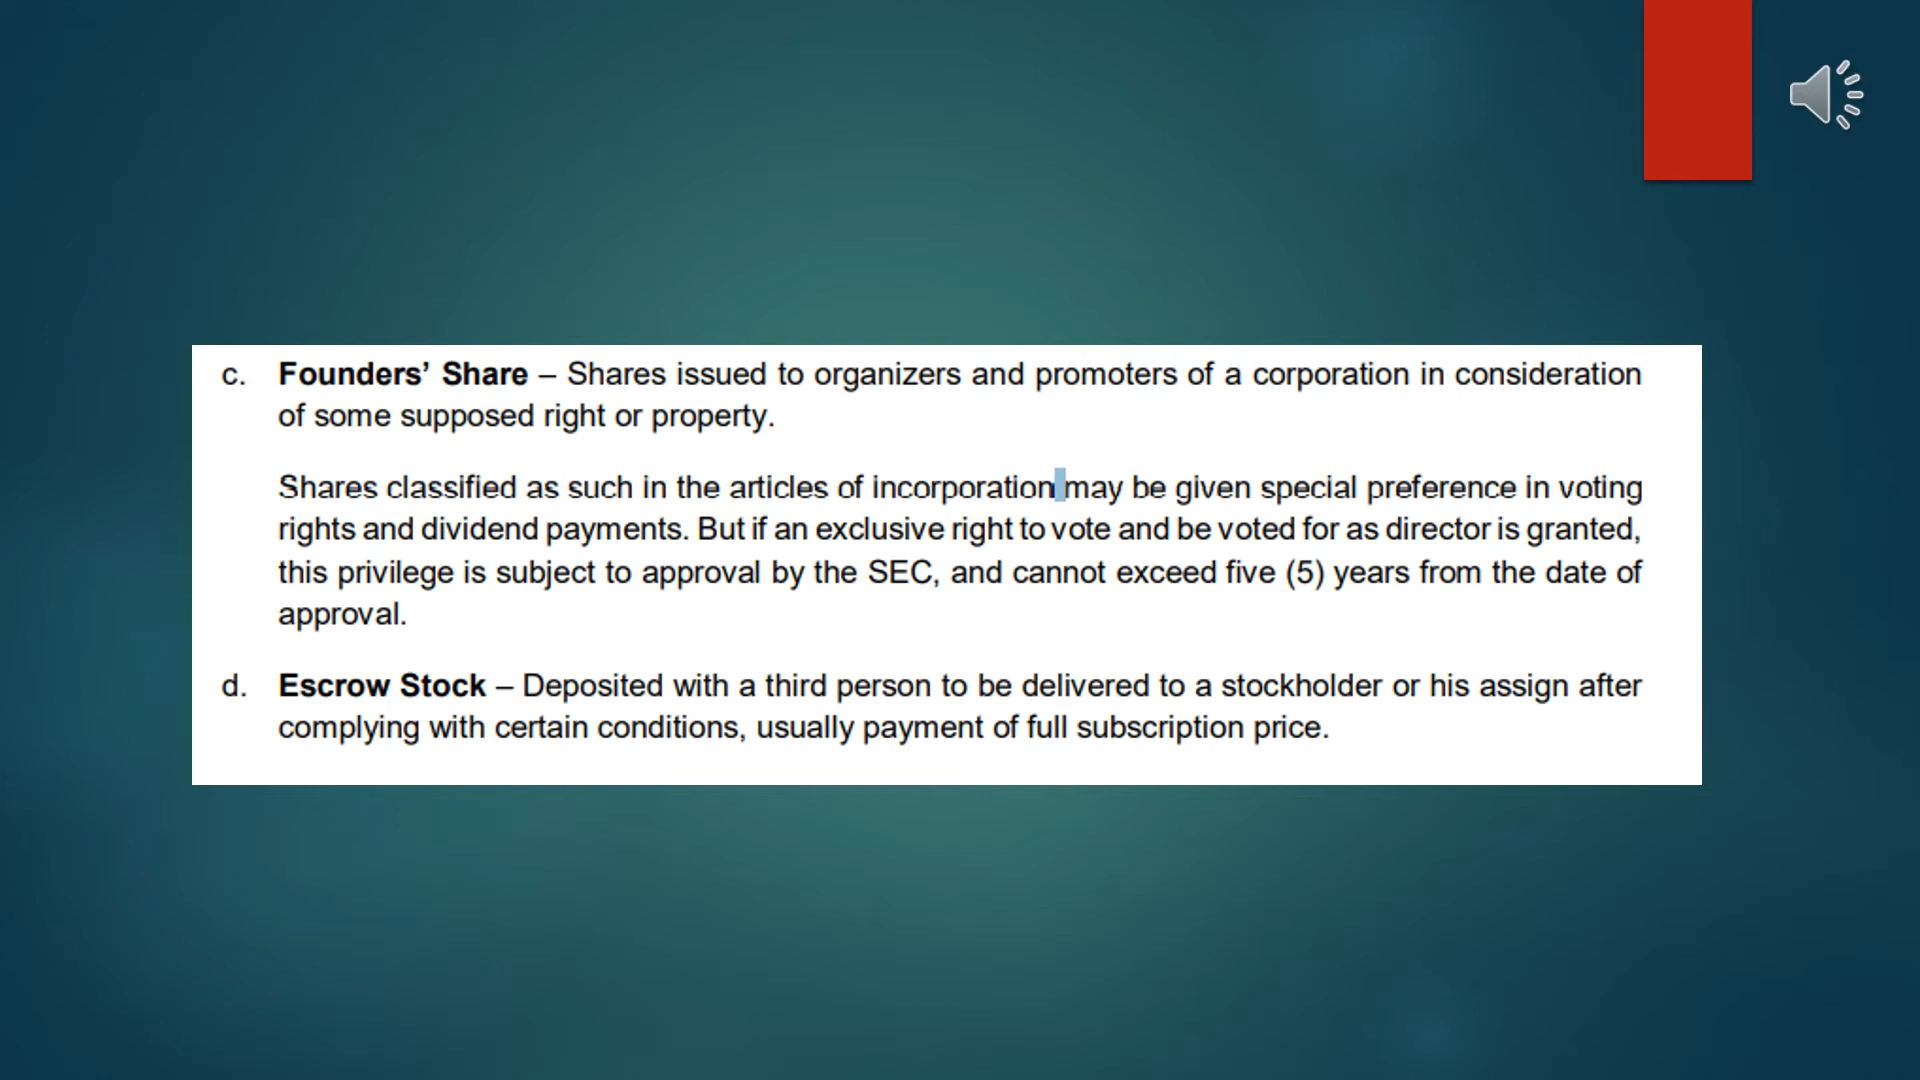 c. Founders’ Share – Shares issued to organizers and promoters of a corporation in consideration
of some supposed right or property.
Shares classified as such in the articles of incorporation may be given special preference in voting
rights and dividend payments. But if an exclusive right to vote and be voted for as director is granted,
this privilege is subject to approval by the SEC, and cannot exceed five (5) years from the date of
approval.
d. Escrow Stock – Deposited with a third person to be delivered to a stockholder or his assign after
complying with certain conditions, usually payment of full subscription price.